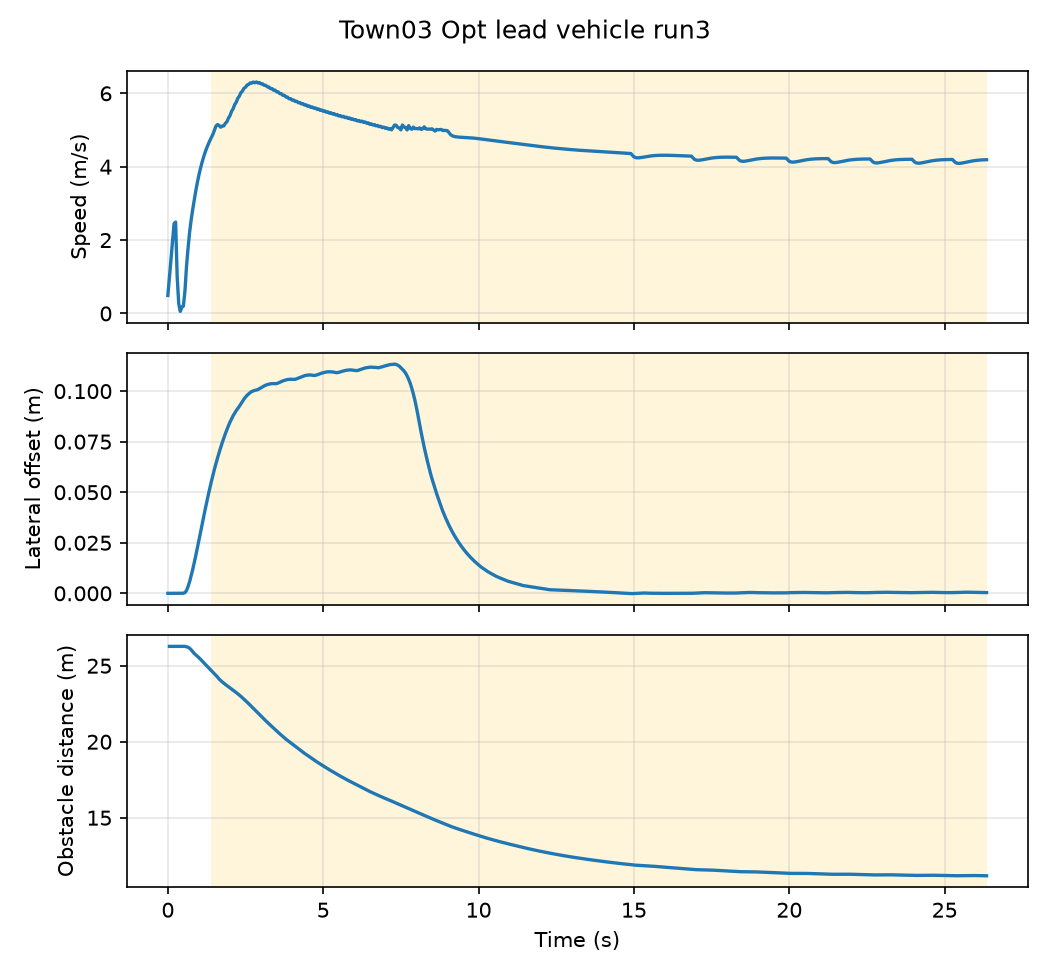 Town03 Opt lead vehicle run3
6
4
2
0
Speed (m/s)
0.100
0.075
0.050
0.025
0.000
Lateral offset (m)
25
20
15
Obstacle distance (m)
0 5 10 15 20 25
Time (s)